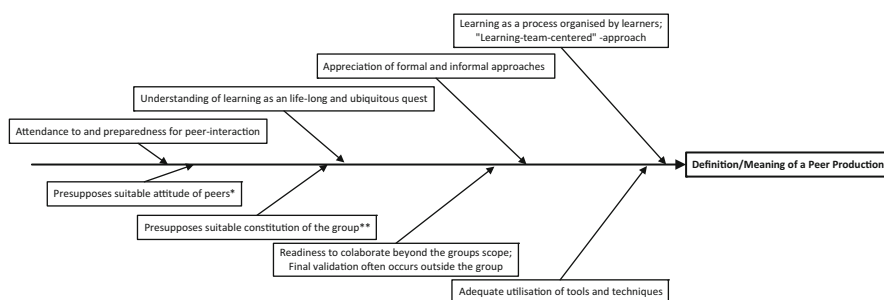 Learning as a process organised by learners;
"Learning-team-centered" -approach
Appreciation of formal and informal approaches
Understanding of learning as an life-long and ubiquitous quest
Attendance to and preparedness for peer-interaction
Definition/Meaning of a Peer Production
Presupposes suitable attitude of peers*
Presupposes suitable constitution of the group**
Readiness to colaborate beyond the groups scope;
Final validation often occurs outside the group
Adequate utilisation of tools and techniques